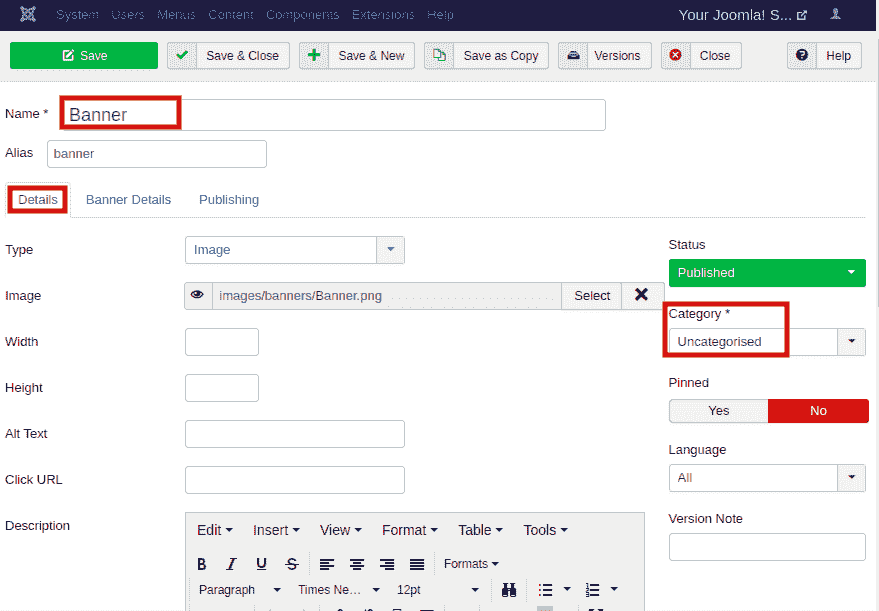 System Users Menus Content Components Extensions Help Your Joomla! S...
Save Save & Close Save & New Save as Copy Versions Close Help
Name * Banner
Alias banner
Details Banner Details Publishing
Type Image
Image images/banners/Banner.png Select
Width
Height
Alt Text
Click URL
Description
Edit Insert View Format Table Tools
B I U S Formats
Paragraph Times Ne... 12pt
Status
Published
Category *
Uncategorised
Pinned
Yes No
Language
All
Version Note